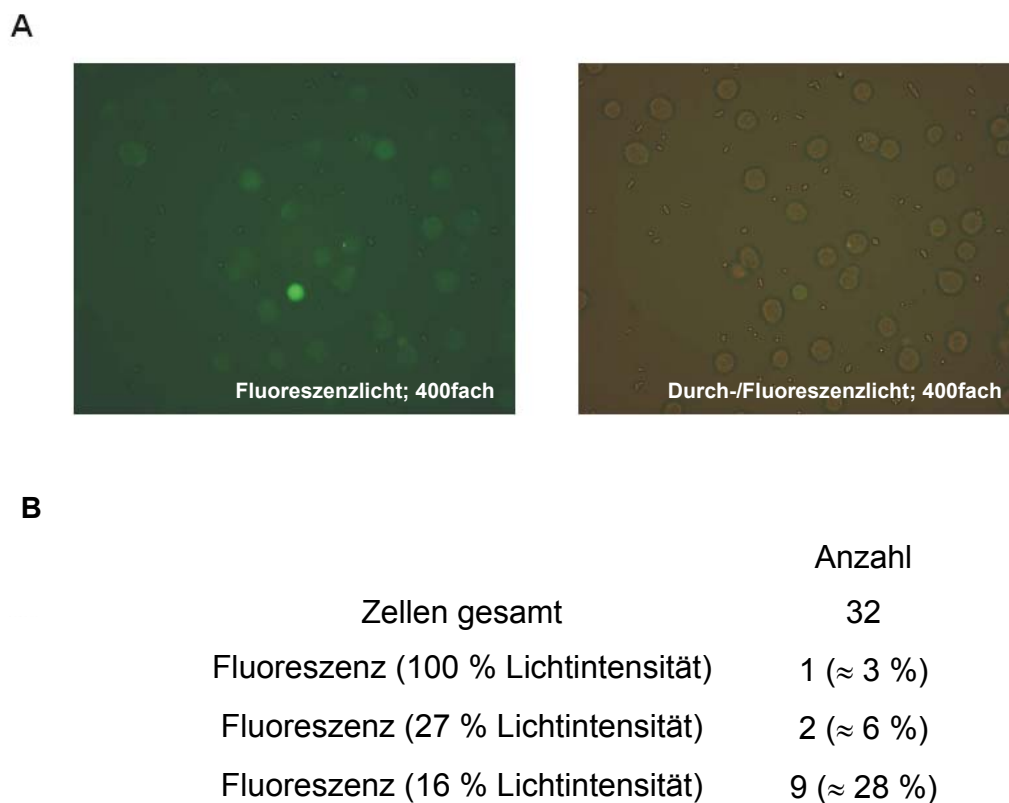 A
Fluoreszenzlicht; 400fach
Durch-/Fluoreszenzlicht; 400fach
B
Anzahl
Zellen gesamt 32
Fluoreszenz (100 % Lichtintensität) 1 (≈ 3 %)
Fluoreszenz (27 % Lichtintensität) 2 (≈ 6 %)
Fluoreszenz (16 % Lichtintensität) 9 (≈ 28 %)